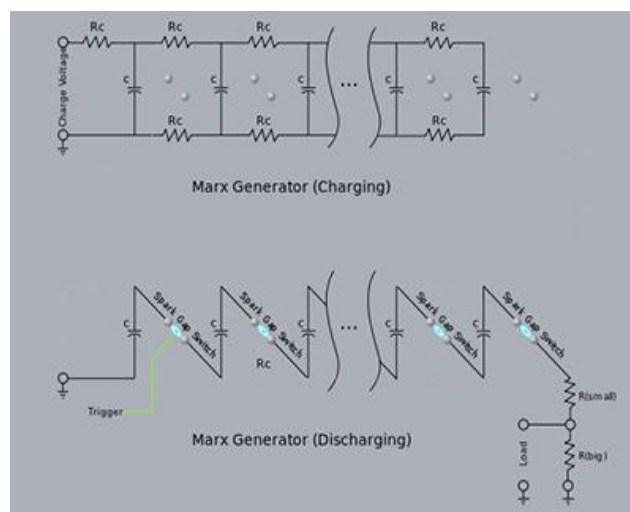 Rc
Rc
Rc
Rc
Charge Voltage
c
c
c
c
c
...
Rc
Rc
Rc
Marx Generator (Charging)
Spark Gap Switch
Spark Gap Switch
Spark Gap Switch
Spark Gap Switch
c
c
c
c
c
...
Rc
Trigger
R(small)
Marx Generator (Discharging)
Load
R(big)